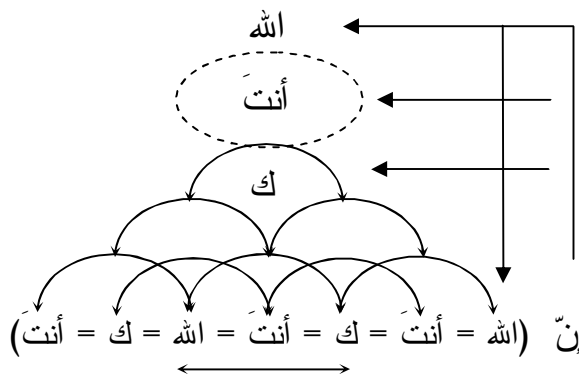 الله
أنتَ
ك
إنّ (الله = أنتَ = ك = أنتَ = الله = ك = أنتَ)